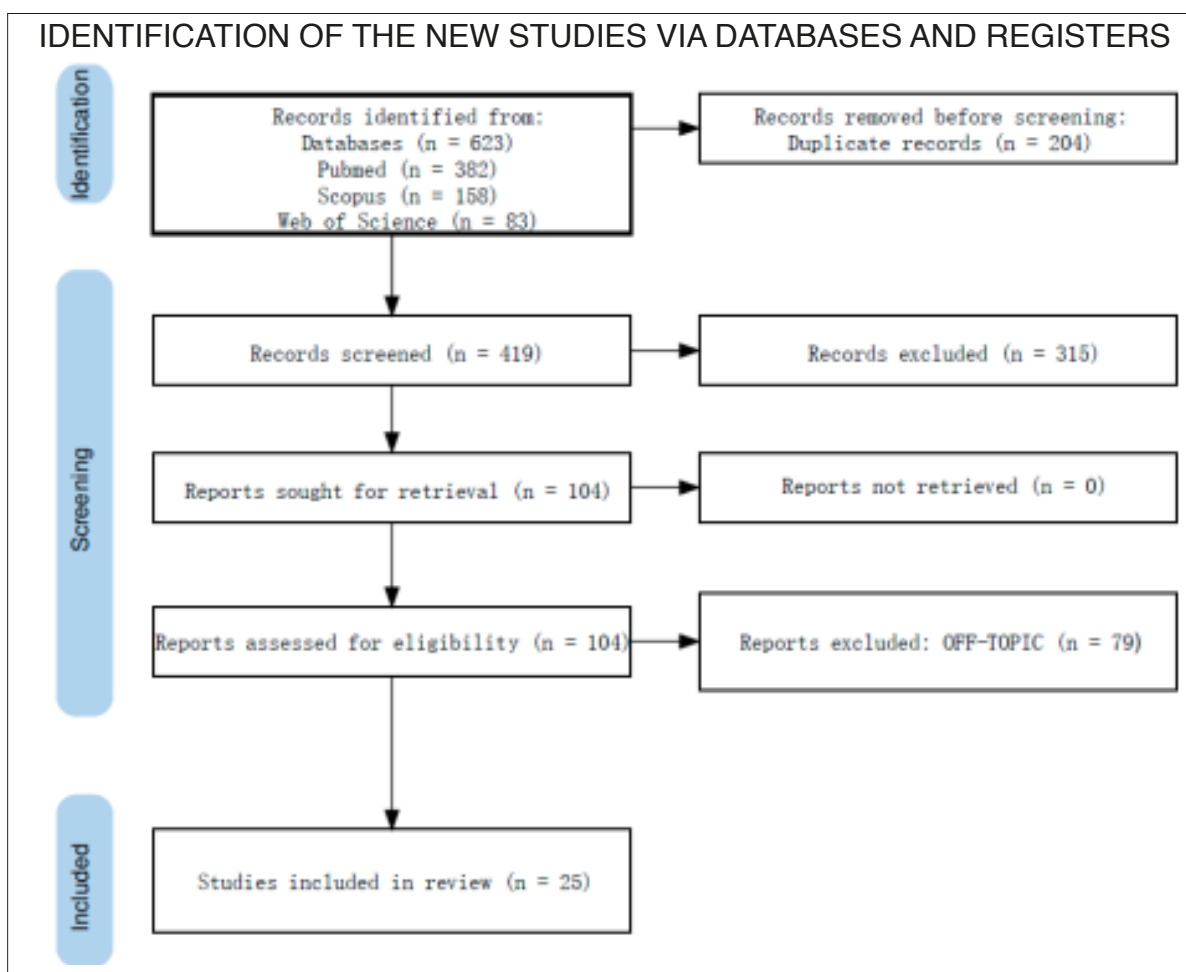 IDENTIFICATION OF THE NEW STUDIES VIA DATABASES AND REGISTERS
Identification
Records identified from:
Databases (n = 623)
Pubmed (n = 382)
Scopus (n = 158)
Web of Science (n = 83)
Records removed before screening:
Duplicate records (n = 204)
Screening
Records screened (n = 419)
Records excluded (n = 315)
Reports sought for retrieval (n = 104)
Reports not retrieved (n = 0)
Reports assessed for eligibility (n = 104)
Reports excluded: OFF-TOPIC (n = 79)
Included
Studies included in review (n = 25)